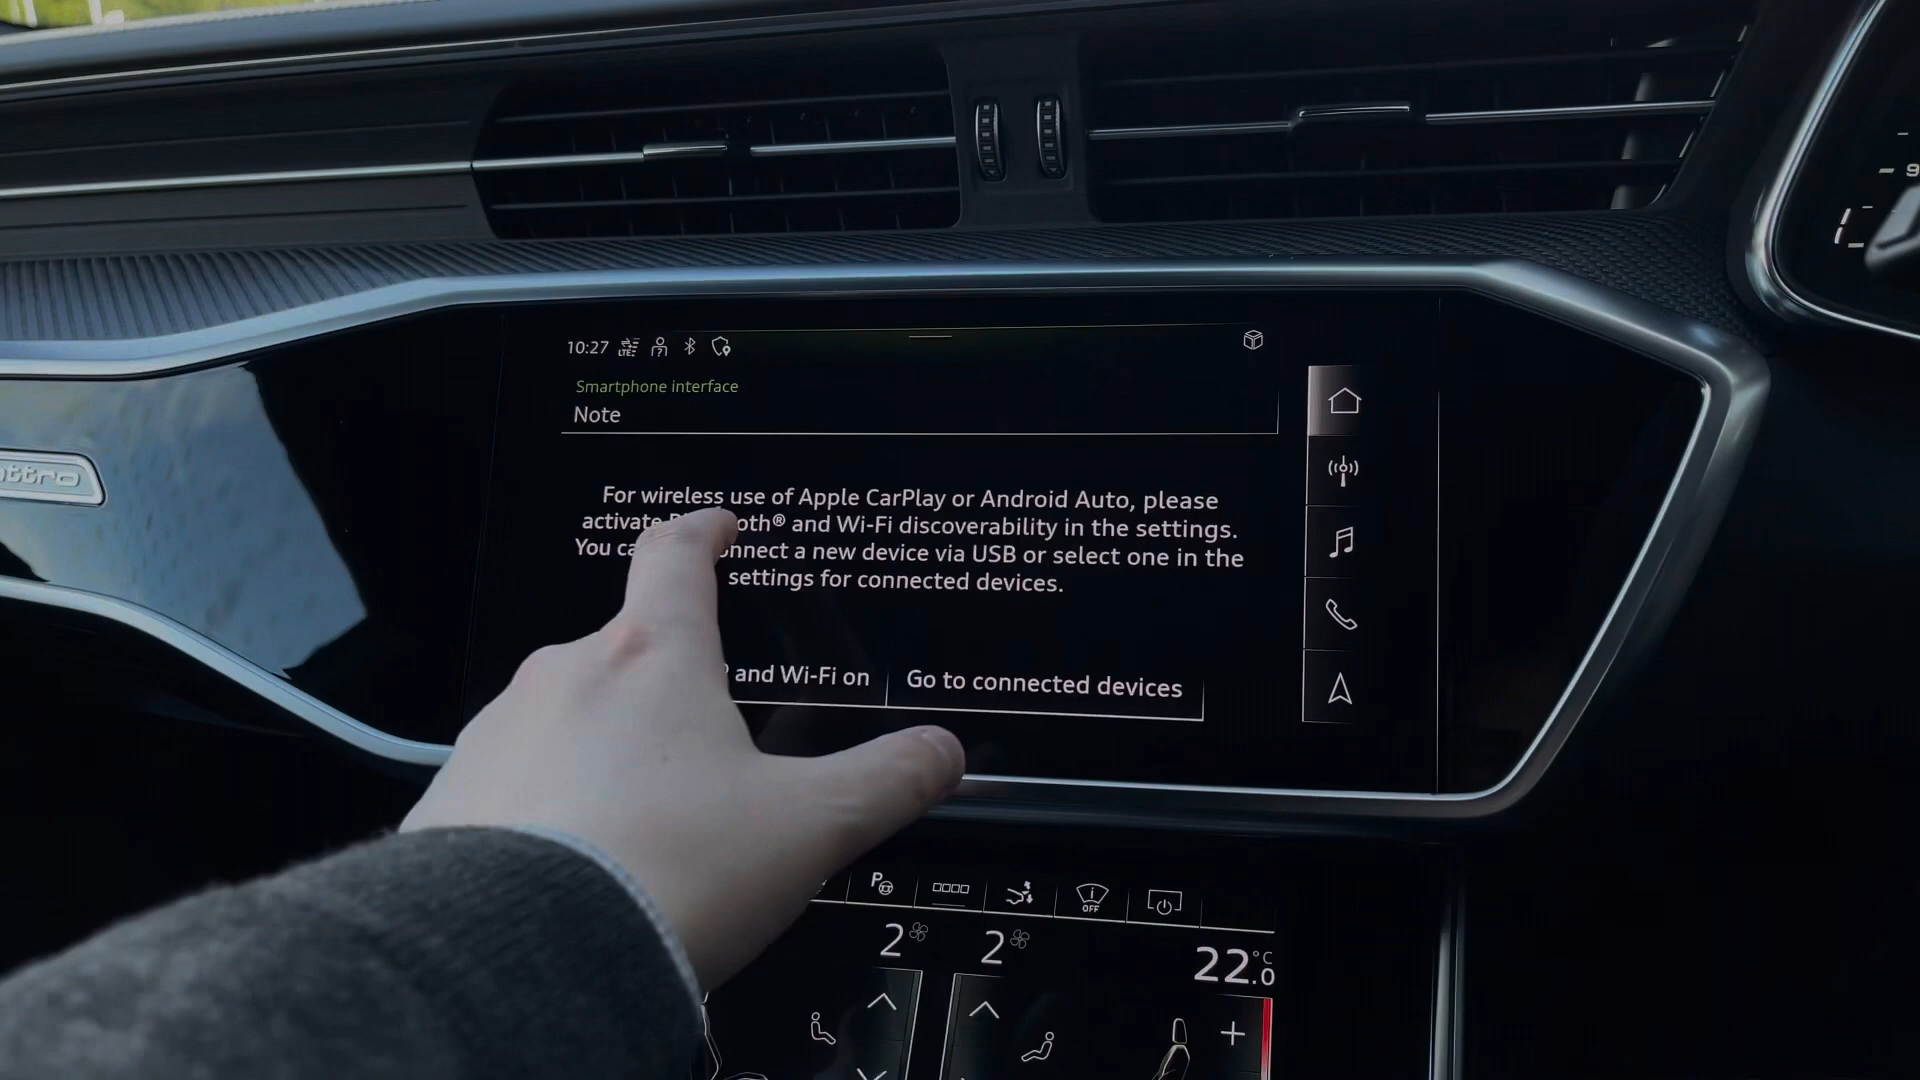 10:27 LTE
Smartphone interface
Note
For wireless use of Apple CarPlay or Android Auto, please
activate ® and Wi-Fi discoverability in the settings.
You a new device via USB or select one in the
settings for connected devices.
and Wi-Fi on
Go to connected devices
P
OFF
2 2 22.0 °C
9